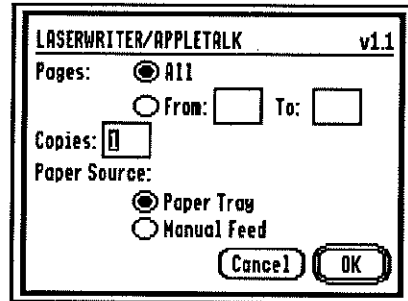 LASERWRITER/APPLETALK v1.1
Pages: All
From: To:
Copies: 1
Paper Source:
Paper Tray
Manual Feed
Cancel OK